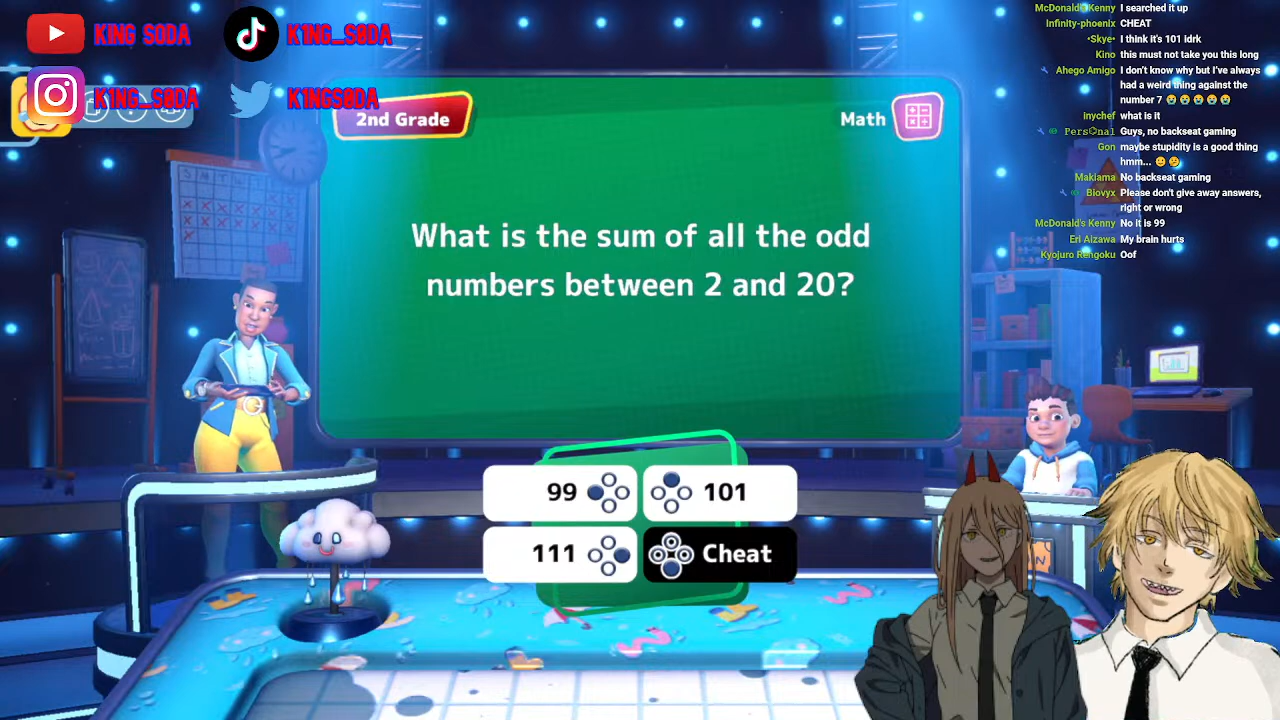 KING SODA
K1NG_S0DA
K1NG_S0DA
K1NGS0DA
2nd Grade
Math
What is the sum of all the odd
numbers between 2 and 20?
99
101
111
Cheat
McDonald's Kenny I searched it up
Infinity-phoenix CHEAT
•Skye• I think it's 101 idrk
Kino this must not take you this long
Ahego Amigo I don't know why but I've always
had a weird thing against the
number 7 😭😭😭😭😭
Inychef what is it
Guys, no backseat gaming
Gon maybe stupidity is a good thing
hmm...
Makiama No backseat gaming
Biovyx Please don't give away answers,
right or wrong
McDonald's Kenny No it is 99
Eri Aizawa My brain hurts
Kyojuro Rengoku Oof